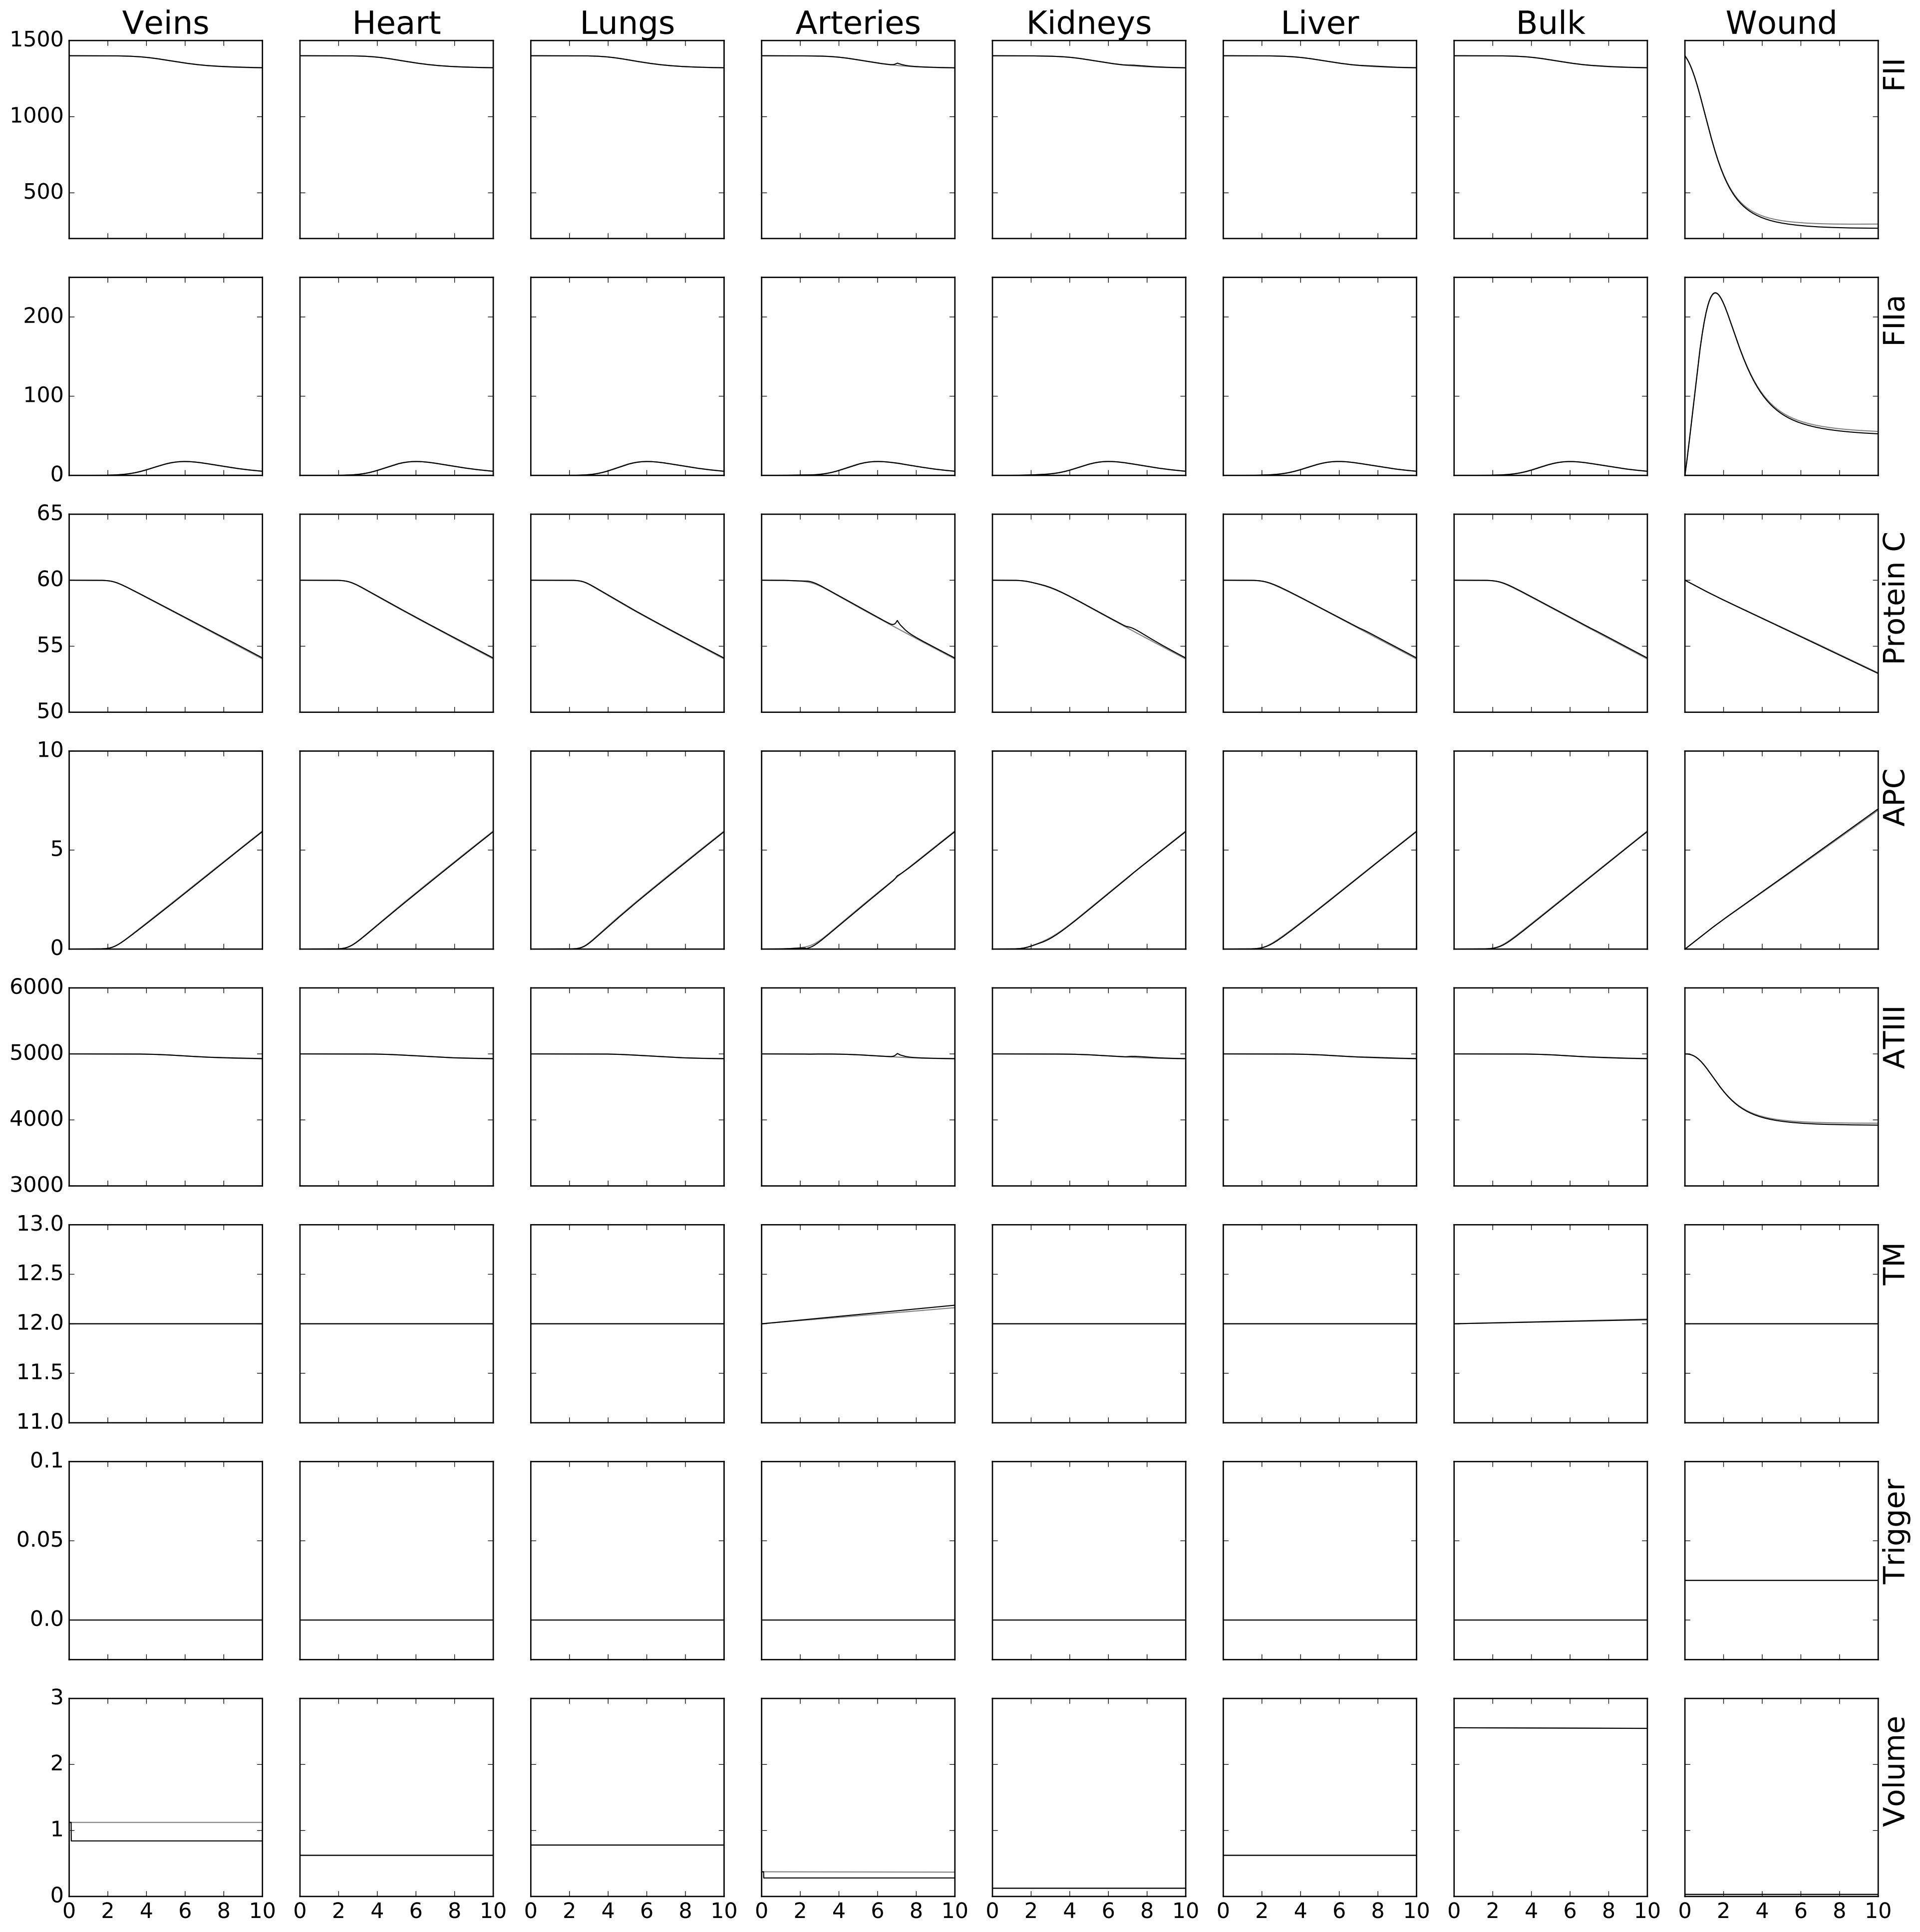 Veins Heart Lungs Arteries Kidneys Liver Bulk Wound
1500
1000
500
FII
200
100
0
FIIa
65
60
55
50
Protein C
10
5
0
APC
6000
5000
4000
3000
ATIII
13.0
12.5
12.0
11.5
11.0
TM
0.1
0.05
0.0
Trigger
3
2
1
0
Volume
0 2 4 6 8 10 0 2 4 6 8 10 0 2 4 6 8 10 0 2 4 6 8 10 0 2 4 6 8 10 0 2 4 6 8 10 0 2 4 6 8 10 0 2 4 6 8 10